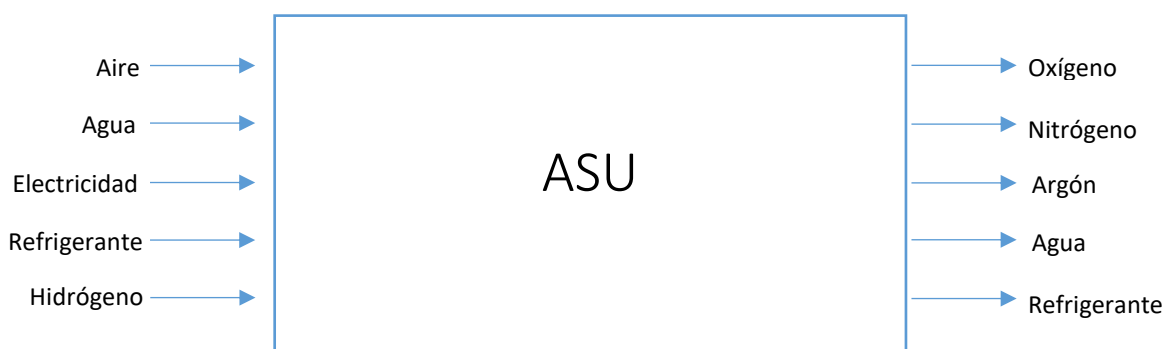 Aire
Agua
Electricidad
Refrigerante
Hidrógeno
ASU
Oxígeno
Nitrógeno
Argón
Agua
Refrigerante